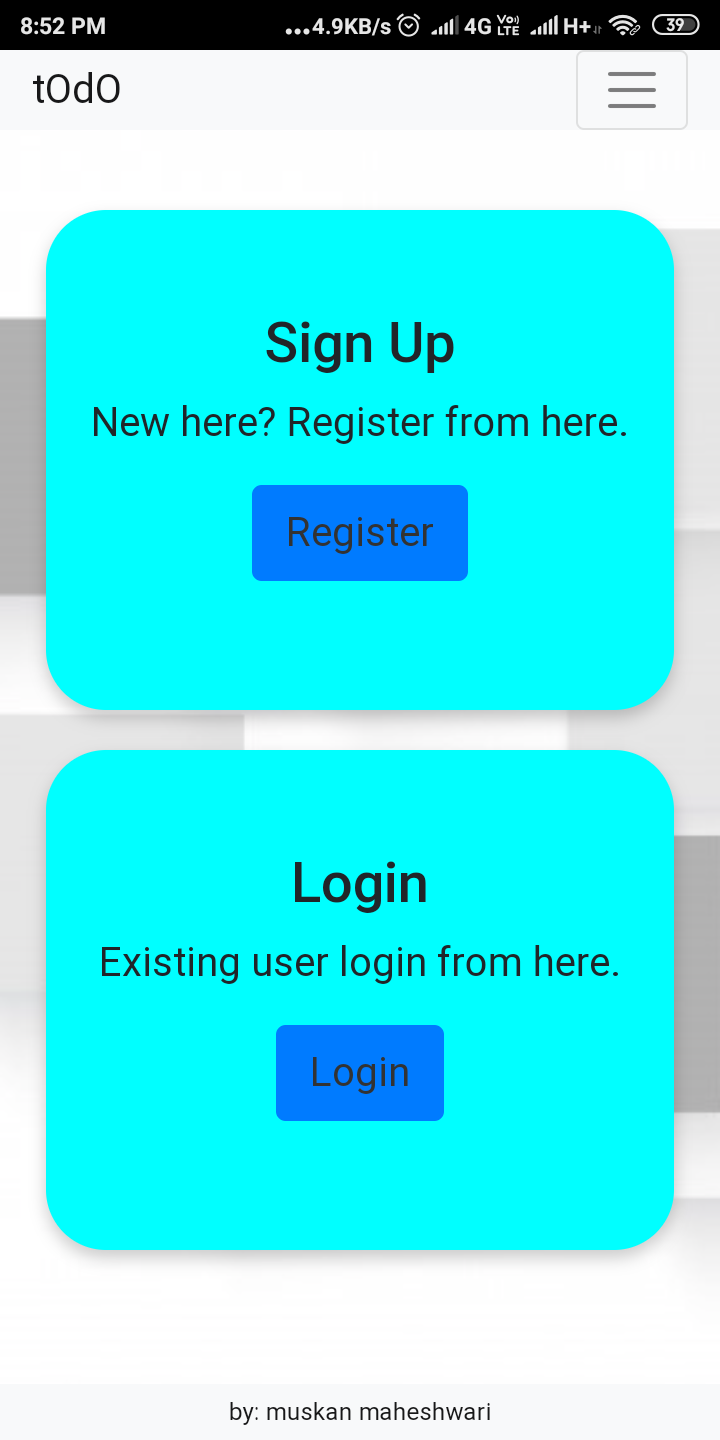 8:52 PM ...4.9KB/s 4G Vo) LTE H+ 39
tOdO
Sign Up
New here? Register from here.
Register
Login
Existing user login from here.
Login
by: muskan maheshwari